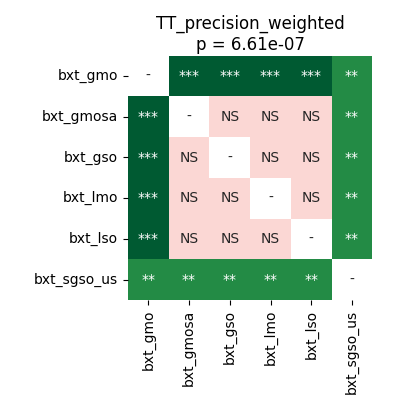 TT_precision_weighted
p = 6.61e-07
bxt_gmo - *** *** *** *** **
bxt_gmosa *** - NS NS NS **
bxt_gso *** NS - NS NS **
bxt_lmo *** NS NS - NS **
bxt_lso *** NS NS NS - **
bxt_sgso_us ** ** ** ** ** -
bxt_gmo
bxt_gmosa
bxt_gso
bxt_lmo
bxt_lso
bxt_sgso_us